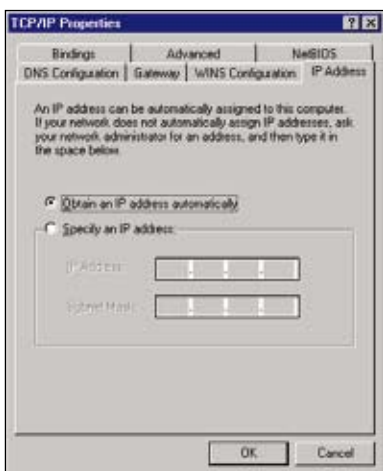 TCP/IP Properties
Bindings Advanced NetBIOS
DNS Configuration Gateway WINS Configuration IP Address
An IP address can be automatically assigned to this computer.
If your network does not automatically assign IP addresses, ask
your network administrator for an address, and then type it in
the space below.
Obtain an IP address automatically
Specify an IP address:
IP Address:
Subnet Mask:
OK Cancel